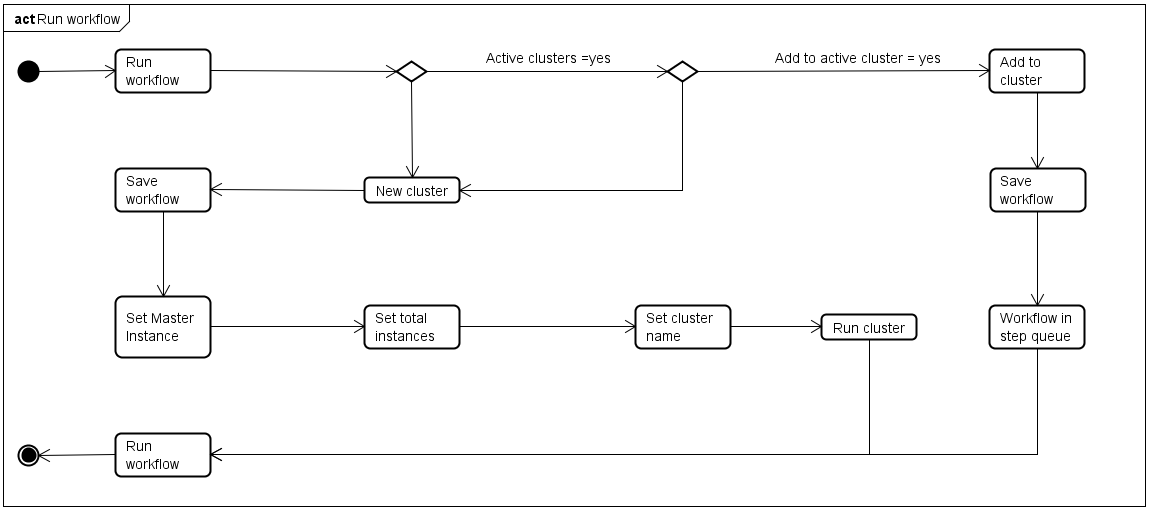 act Run workflow
Active clusters =yes
Add to active cluster = yes
Run
workflow
Add to
cluster
Save
workflow
New cluster
Save
workflow
Set Master
Instance
Set total
instances
Set cluster
name
Run cluster
Workflow in
step queue
Run
workflow